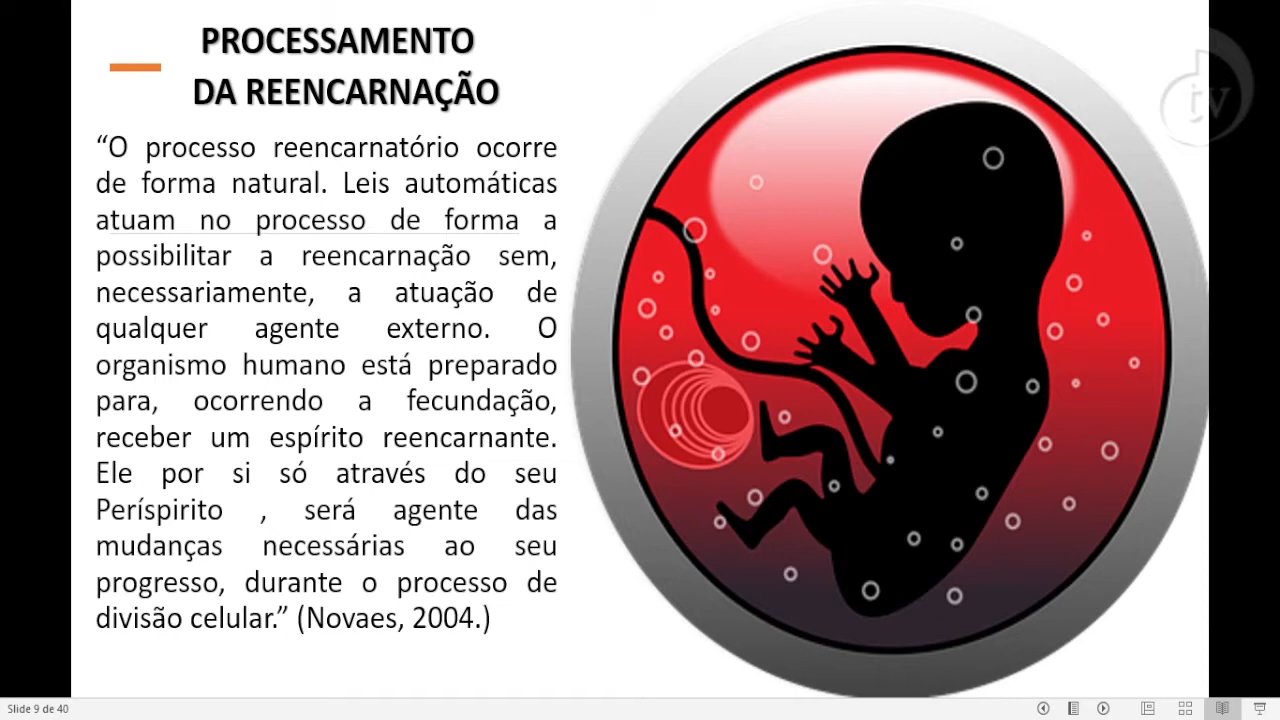 PROCESSAMENTO
DA REENCARNAÇÃO
“O processo reencarnatório ocorre
de forma natural. Leis automáticas
atuam no processo de forma a
possibilitar a reencarnação sem,
necessariamente, a atuação de
qualquer agente externo. O
organismo humano está preparado
para, ocorrendo a fecundação,
receber um espírito reencarnante.
Ele por si só através do seu
Períspirito , será agente das
mudanças necessárias ao seu
progresso, durante o processo de
divisão celular.” (Novaes, 2004.)
tv
Slide 9 de 40